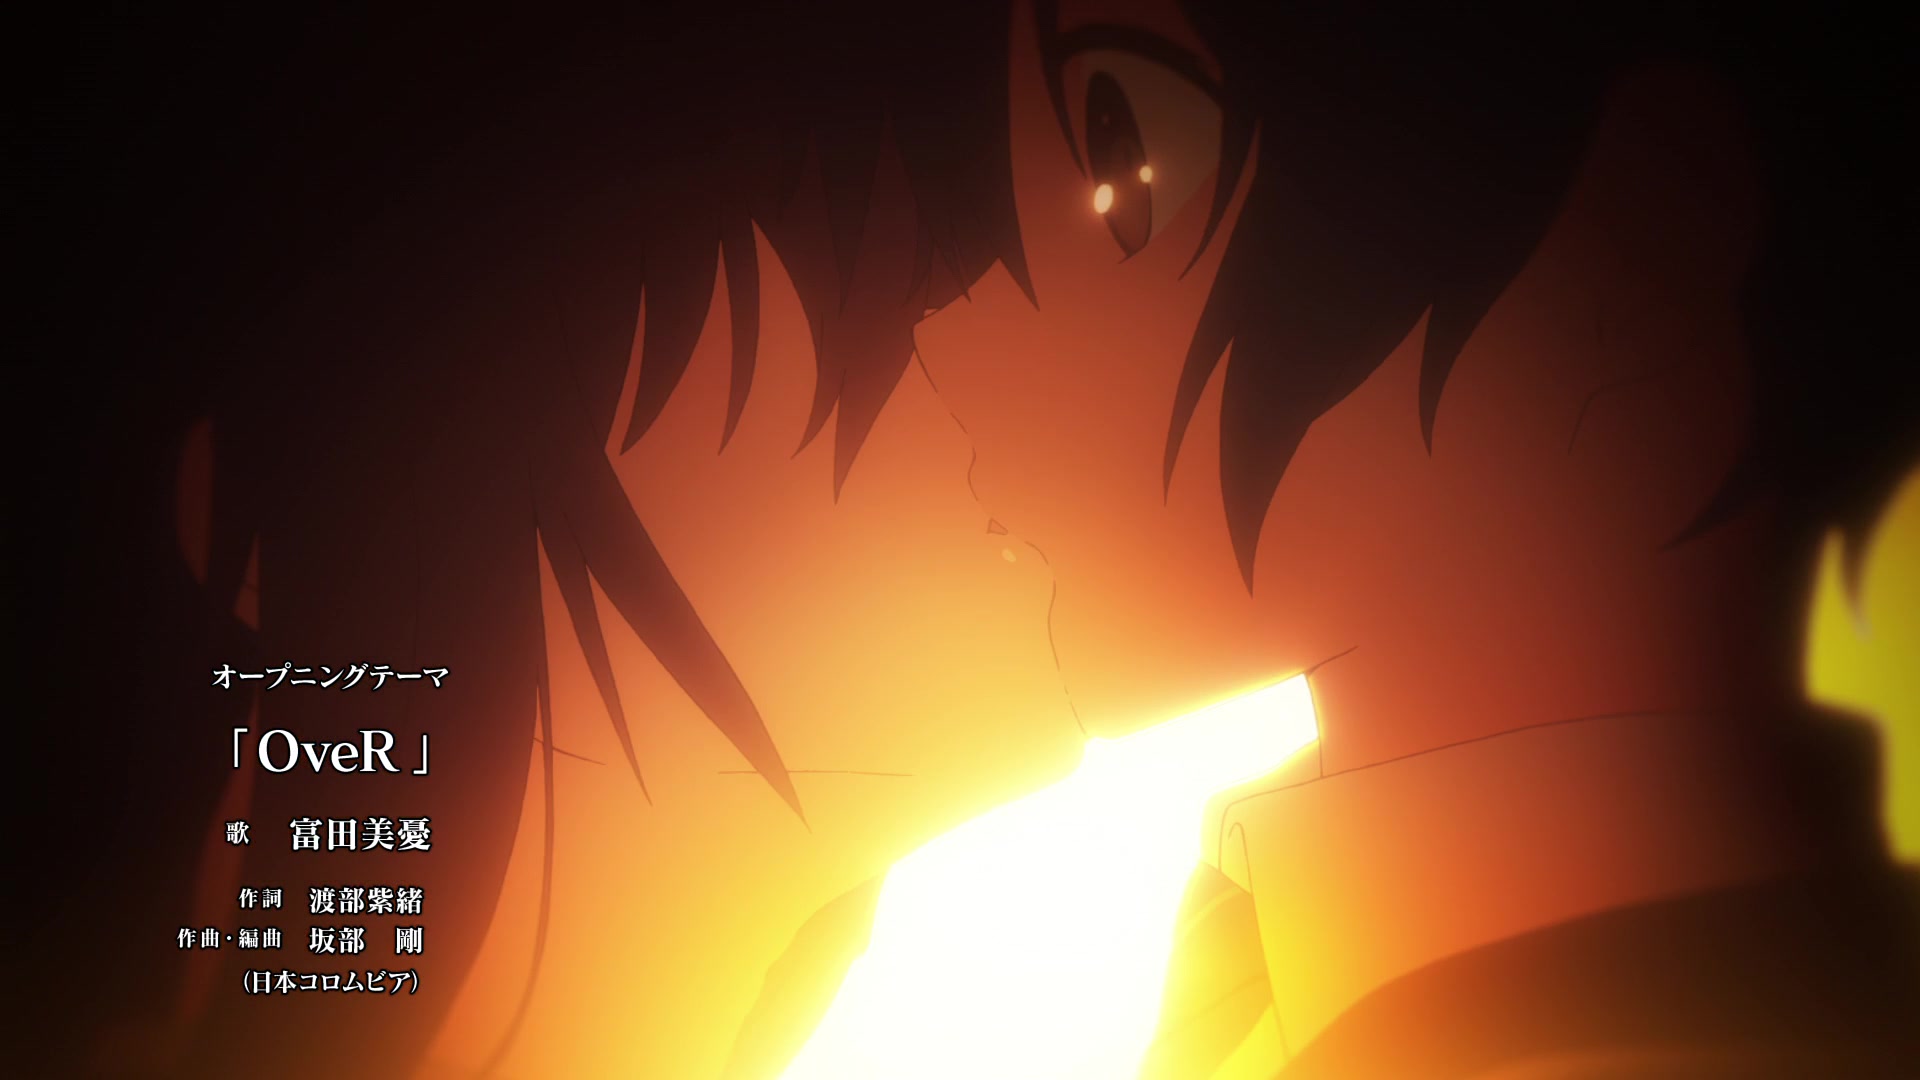 オープニングテーマ
「OveR」
歌 富田美憂
作詞 渡部紫緒
作曲・編曲 坂部 剛
(日本コロムビア)